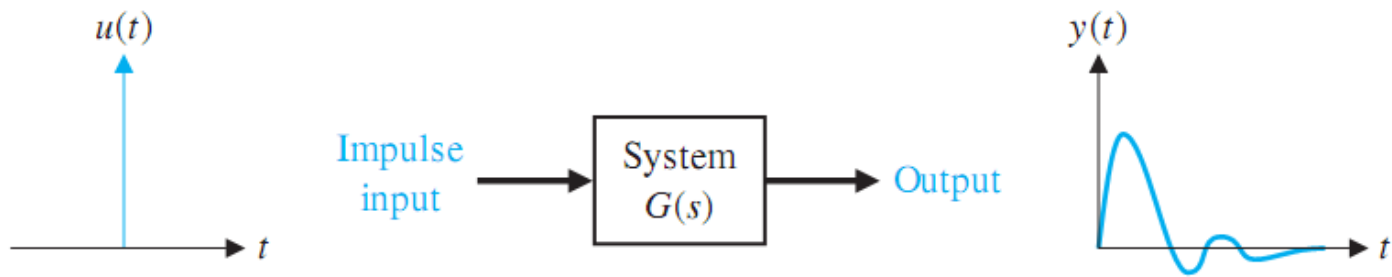 u(t)
t
Impulse
input
System
G(s)
Output
y(t)
t